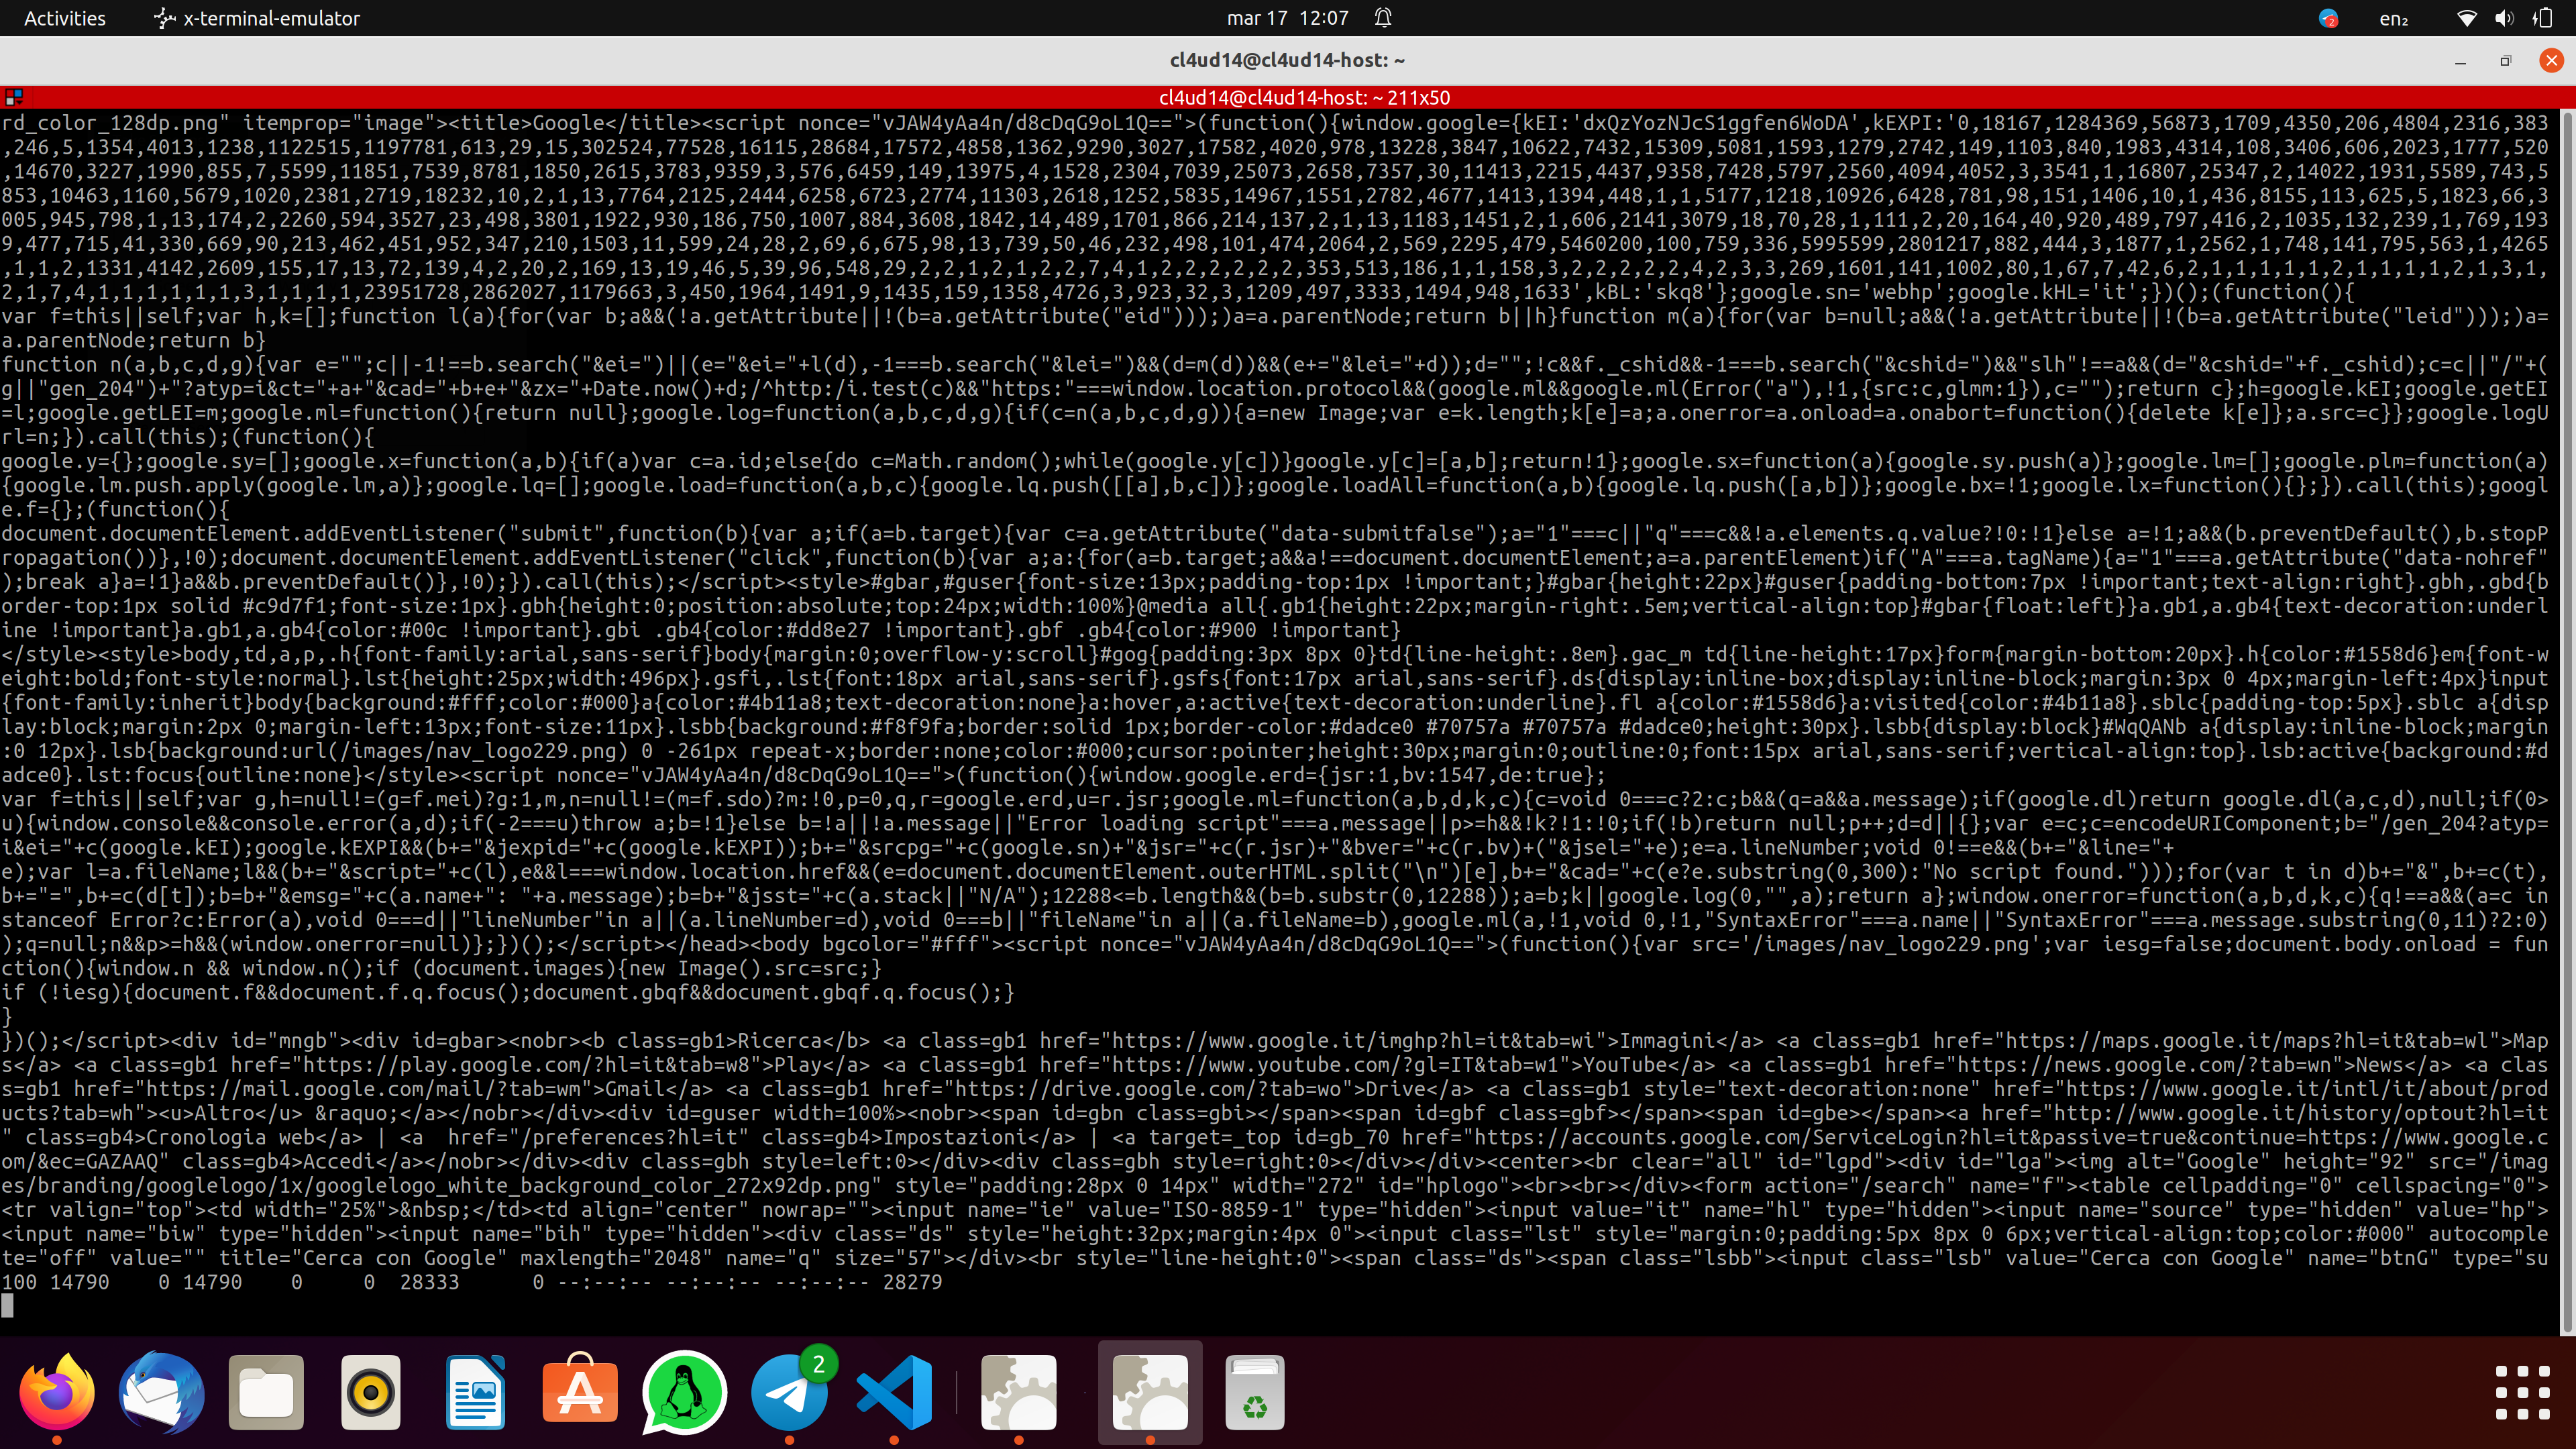 Activities
x-terminal-emulator
mar 17 12:07
2
en₂
cl4ud14@cl4ud14-host: ~
cl4ud14@cl4ud14-host: ~ 211x50
rd_color_128dp.png" itemprop="image"><title>Google</title><script nonce="vJAW4yAa4n/d8cDqG9oL1Q==">(function(){window.google={kEI:'dxQzYozNJcS1ggfen6WoDA',kEXPI:'0,18167,1284369,56873,1709,4350,206,4804,2316,383
,246,5,1354,4013,1238,1122515,1197781,613,29,15,302524,77528,16115,28684,17572,4858,1362,9290,3027,17582,4020,978,13228,3847,10622,7432,15309,5081,1593,1279,2742,149,1103,840,1983,4314,108,3406,606,2023,1777,520
,14670,3227,1990,855,7,5599,11851,7539,8781,1850,2615,3783,9359,3,576,6459,149,13975,4,1528,2304,7039,25073,2658,7357,30,11413,2215,4437,9358,7428,5797,2560,4094,4052,3,3541,1,16807,25347,2,14022,1931,5589,743,5
853,10463,1160,5679,1020,2381,2719,18232,10,2,1,13,7764,2125,2444,6258,6723,2774,11303,2618,1252,5835,14967,1551,2782,4677,1413,1394,448,1,1,5177,1218,10926,6428,781,98,151,1406,10,1,436,8155,113,625,5,1823,66,3
005,945,798,1,13,174,2,2260,594,3527,23,498,3801,1922,930,186,750,1007,884,3608,1842,14,489,1701,866,214,137,2,1,13,1183,1451,2,1,606,2141,3079,18,70,28,1,111,2,20,164,40,920,489,797,416,2,1035,132,239,1,769,193
9,477,715,41,330,669,90,213,462,451,952,347,210,1503,11,599,24,28,2,69,6,675,98,13,739,50,46,232,498,101,474,2064,2,569,2295,479,5460200,100,759,336,5995599,2801217,882,444,3,1877,1,2562,1,748,141,795,563,1,4265
,1,1,2,1331,4142,2609,155,17,13,72,139,4,2,20,2,169,13,19,46,5,39,96,548,29,2,2,1,2,1,2,2,7,4,1,2,2,2,2,2,2,353,513,186,1,1,158,3,2,2,2,2,2,4,2,3,3,269,1601,141,1002,80,1,67,7,42,6,2,1,1,1,1,1,2,1,1,1,1,2,1,3,1,
2,1,7,4,1,1,1,1,1,1,3,1,1,1,1,23951728,2862027,1179663,3,450,1964,1491,9,1435,159,1358,4726,3,923,32,3,1209,497,3333,1494,948,1633',kBL:'skq8'};google.sn='webhp';google.kHL='it';})();(function(){
var f=this||self;var h,k=[];function l(a){for(var b;a&&(!a.getAttribute||!(b=a.getAttribute("eid")));)a=a.parentNode;return b||h}function m(a){for(var b=null;a&&(!a.getAttribute||!(b=a.getAttribute("leid")));)a=
a.parentNode;return b}
function n(a,b,c,d,g){var e="";c||-1!==b.search("&ei=")||(e="&ei="+l(d),-1===b.search("&lei=")&&(d=m(d))&&(e+="&lei="+d));d="";!c&&f._cshid&&-1===b.search("&cshid=")&&"slh"!==a&&(d="&cshid="+f._cshid);c=c||"/"+(
g||"gen_204")+"?atyp=i&ct="+a+"&cad="+b+e+"&zx="+Date.now()+d;/^http:/i.test(c)&&"https:"===window.location.protocol&&(google.ml&&google.ml(Error("a"),!1,{src:c,glmm:1}),c="");return c};h=google.kEI;google.getEI
=l;google.getLEI=m;google.ml=function(){return null};google.log=function(a,b,c,d,g){if(c=n(a,b,c,d,g)){a=new Image;var e=k.length;k[e]=a;a.onerror=a.onload=a.onabort=function(){delete k[e]};a.src=c}};google.logU
rl=n;}).call(this);(function(){
google.y={};google.sy=[];google.x=function(a,b){if(a)var c=a.id;else{do c=Math.random();while(google.y[c])}google.y[c]=[a,b];return!1};google.sx=function(a){google.sy.push(a)};google.lm=[];google.plm=function(a)
{google.lm.push.apply(google.lm,a)};google.lq=[];google.load=function(a,b,c){google.lq.push([[a],b,c])};google.loadAll=function(a,b){google.lq.push([a,b])};google.bx=!1;google.lx=function(){};}).call(this);googl
e.f={};(function(){
document.documentElement.addEventListener("submit",function(b){var a;if(a=b.target){var c=a.getAttribute("data-submitfalse");a="1"===c||"q"===c&&!a.elements.q.value?!0:!1}else a=!1;a&&(b.preventDefault(),b.stopP
ropagation())},!0);document.documentElement.addEventListener("click",function(b){var a;a:{for(a=b.target;a&&a!==document.documentElement;a=a.parentElement)if("A"===a.tagName){a="1"===a.getAttribute("data-nohref"
);break a}a=!1}a&&b.preventDefault()},!0);}).call(this);</script><style>#gbar,#guser{font-size:13px;padding-top:1px !important;}#gbar{height:22px}#guser{padding-bottom:7px !important;text-align:right}.gbh,.gbd{b
order-top:1px solid #c9d7f1;font-size:1px}.gbh{height:0;position:absolute;top:24px;width:100%}@media all{.gb1{height:22px;margin-right:.5em;vertical-align:top}#gbar{float:left}}a.gb1,a.gb4{text-decoration:underl
ine !important}a.gb1,a.gb4{color:#00c !important}.gbi .gb4{color:#dd8e27 !important}.gbf .gb4{color:#900 !important}
</style><style>body,td,a,p,.h{font-family:arial,sans-serif}body{margin:0;overflow-y:scroll}#gog{padding:3px 8px 0}td{line-height:.8em}.gac_m td{line-height:17px}form{margin-bottom:20px}.h{color:#1558d6}em{font-w
eight:bold;font-style:normal}.lst{height:25px;width:496px}.gsfi,.lst{font:18px arial,sans-serif}.gsfs{font:17px arial,sans-serif}.ds{display:inline-box;display:inline-block;margin:3px 0 4px;margin-left:4px}input
{font-family:inherit}body{background:#fff;color:#000}a{color:#4b11a8;text-decoration:none}a:hover,a:active{text-decoration:underline}.fl a{color:#1558d6}a:visited{color:#4b11a8}.sblc{padding-top:5px}.sblc a{disp
lay:block;margin:2px 0;margin-left:13px;font-size:11px}.lsbb{background:#f8f9fa;border:solid 1px;border-color:#dadce0 #70757a #70757a #dadce0;height:30px}.lsbb{display:block}#WqQANb a{display:inline-block;margin
:0 12px}.lsb{background:url(/images/nav_logo229.png) 0 -261px repeat-x;border:none;color:#000;cursor:pointer;height:30px;margin:0;outline:0;font:15px arial,sans-serif;vertical-align:top}.lsb:active{background:#d
adce0}.lst:focus{outline:none}</style><script nonce="vJAW4yAa4n/d8cDqG9oL1Q==">(function(){window.google.erd={jsr:1,bv:1547,de:true};
var f=this||self;var g,h=null!=(g=f.mei)?g:1,m,n=null!=(m=f.sdo)?m:!0,p=0,q,r=google.erd,u=r.jsr;google.ml=function(a,b,d,k,c){c=void 0===c?2:c;b&&(q=a&&a.message);if(google.dl)return google.dl(a,c,d),null;if(0>
u){window.console&&console.error(a,d);if(-2===u)throw a;b=!1}else b=!a||!a.message||"Error loading script"===a.message||p>=h&&!k?!1:!0;if(!b)return null;p++;d=d||{};var e=c;c=encodeURIComponent;b="/gen_204?atyp=
i&ei="+c(google.kEI);google.kEXPI&&(b+="&jexpid="+c(google.kEXPI));b+="&srcpg="+c(google.sn)+"&jsr="+c(r.jsr)+"&bver="+c(r.bv)+("&jsel="+e);e=a.lineNumber;void 0!==e&&(b+="&line="+
e);var l=a.fileName;l&&(b+="&script="+c(l),e&&l===window.location.href&&(e=document.documentElement.outerHTML.split("\n")[e],b+="&cad="+c(e?e.substring(0,300):"No script found.")));for(var t in d)b+="&",b+=c(t),
b+="=",b+=c(d[t]);b=b+"&emsg="+c(a.name+": "+a.message);b=b+"&jsst="+c(a.stack||"N/A");12288<=b.length&&(b=b.substr(0,12288));a=b;k||google.log(0,"",a);return a};window.onerror=function(a,b,d,k,c){q!==a&&(a=c in
stanceof Error?c:Error(a),void 0===d||"lineNumber"in a||(a.lineNumber=d),void 0===b||"fileName"in a||(a.fileName=b),google.ml(a,!1,void 0,!1,"SyntaxError"===a.name||"SyntaxError"===a.message.substring(0,11)?2:0)
);q=null;n&&p>=h&&(window.onerror=null)};})();</script></head><body bgcolor="#fff"><script nonce="vJAW4yAa4n/d8cDqG9oL1Q==">(function(){var src='/images/nav_logo229.png';var iesg=false;document.body.onload = fun
ction(){window.n && window.n();if (document.images){new Image().src=src;}
if (!iesg){document.f&&document.f.q.focus();document.gbqf&&document.gbqf.q.focus();}
}
})();</script><div id="mngb"><div id=gbar><nobr><b class=gb1>Ricerca</b> <a class=gb1 href="https://www.google.it/imghp?hl=it&tab=wi">Immagini</a> <a class=gb1 href="https://maps.google.it/maps?hl=it&tab=wl">Map
s</a> <a class=gb1 href="https://play.google.com/?hl=it&tab=w8">Play</a> <a class=gb1 href="https://www.youtube.com/?gl=IT&tab=w1">YouTube</a> <a class=gb1 href="https://news.google.com/?tab=wn">News</a> <a clas
s=gb1 href="https://mail.google.com/mail/?tab=wm">Gmail</a> <a class=gb1 href="https://drive.google.com/?tab=wo">Drive</a> <a class=gb1 style="text-decoration:none" href="https://www.google.it/intl/it/about/prod
ucts?tab=wh"><u>Altro</u> &raquo;</a></nobr></div><div id=guser width=100%><nobr><span id=gbn class=gbi></span><span id=gbf class=gbf></span><span id=gbe></span><a href="http://www.google.it/history/optout?hl=it
" class=gb4>Cronologia web</a> | <a  href="/preferences?hl=it" class=gb4>Impostazioni</a> | <a target=_top id=gb_70 href="https://accounts.google.com/ServiceLogin?hl=it&passive=true&continue=https://www.google.c
om/&ec=GAZAAQ" class=gb4>Accedi</a></nobr></div><div class=gbh style=left:0></div><div class=gbh style=right:0></div></div><center><br clear="all" id="lgpd"><div id="lga"><img alt="Google" height="92" src="/imag
es/branding/googlelogo/1x/googlelogo_white_background_color_272x92dp.png" style="padding:28px 0 14px" width="272" id="hplogo"><br><br></div><form action="/search" name="f"><table cellpadding="0" cellspacing="0">
<tr valign="top"><td width="25%">&nbsp;</td><td align="center" nowrap=""><input name="ie" value="ISO-8859-1" type="hidden"><input value="it" name="hl" type="hidden"><input name="source" type="hidden" value="hp">
<input name="biw" type="hidden"><input name="bih" type="hidden"><div class="ds" style="height:32px;margin:4px 0"><input class="lst" style="margin:0;padding:5px 8px 0 6px;vertical-align:top;color:#000" autocomple
te="off" value="" title="Cerca con Google" maxlength="2048" name="q" size="57"></div><br style="line-height:0"><span class="ds"><span class="lsbb"><input class="lsb" value="Cerca con Google" name="btnG" type="su
100 14790    0 14790    0     0  28333      0 --:--:-- --:--:-- --:--:-- 28279
2